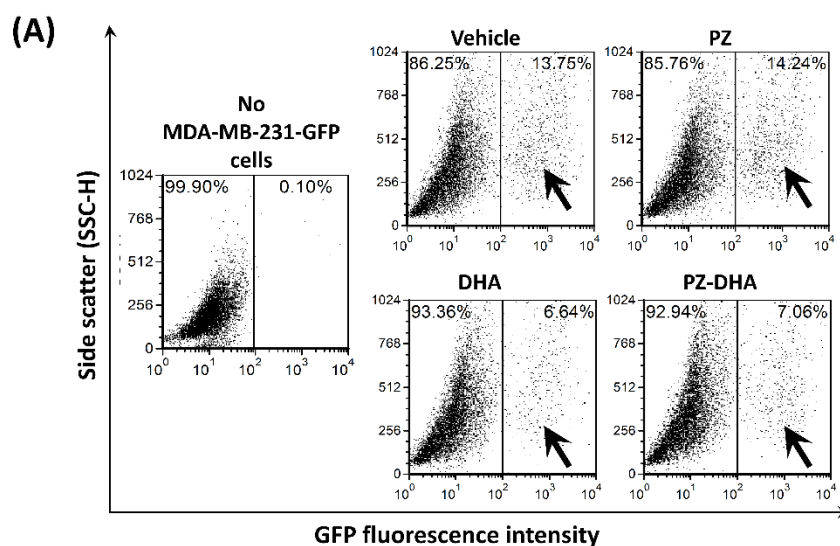 (A)
Side scatter (SSC-H)
No
MDA-MB-231-GFP
cells
1024
768
512
256
0
99.90% 0.10%
10^0 10^1 10^2 10^3 10^4
Vehicle
1024
768
512
256
0
86.25% 13.75%
10^0 10^1 10^2 10^3 10^4
PZ
1024
768
512
256
0
85.76% 14.24%
10^0 10^1 10^2 10^3 10^4
DHA
1024
768
512
256
0
93.36% 6.64%
10^0 10^1 10^2 10^3 10^4
PZ-DHA
1024
768
512
256
0
92.94% 7.06%
10^0 10^1 10^2 10^3 10^4
GFP fluorescence intensity